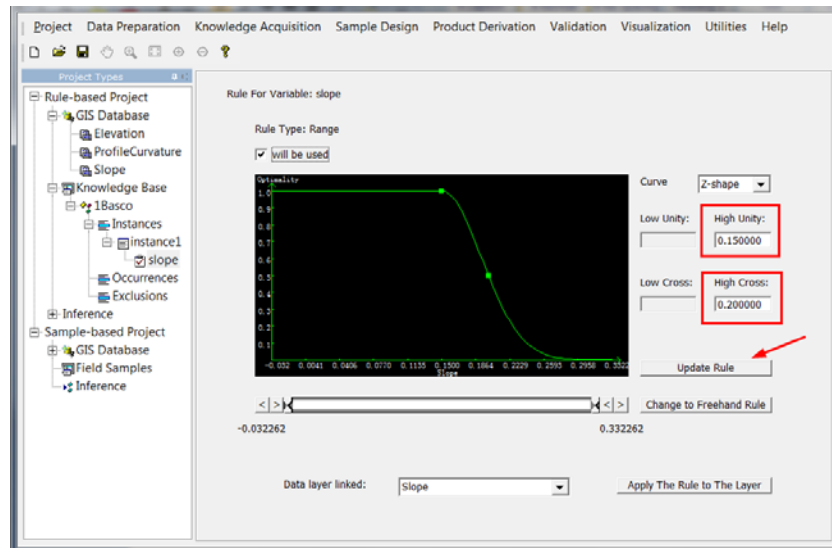 Project Data Preparation Knowledge Acquisition Sample Design Product Derivation Validation Visualization Utilities Help
Project Types
Rule-based Project
GIS Database
Elevation
ProfileCurvature
Slope
Knowledge Base
1Basco
Instances
instance1
slope
Occurrences
Exclusions
Inference
Sample-based Project
GIS Database
Field Samples
Inference
Rule For Variable: slope
Rule Type: Range
will be used
Optimality
1.0
0.9
0.8
0.7
0.6
0.5
0.4
0.3
0.2
0.1
-0.032 0.0041 0.0406 0.0770 0.1135 0.1500 0.1864 0.2229 0.2593 0.2958 0.3322
Slope
Curve Z-shape
Low Unity: High Unity:
0.150000
Low Cross: High Cross:
0.200000
Update Rule
< > < > Change to Freehand Rule
-0.032262 0.332262
Data layer linked: Slope Apply The Rule to The Layer